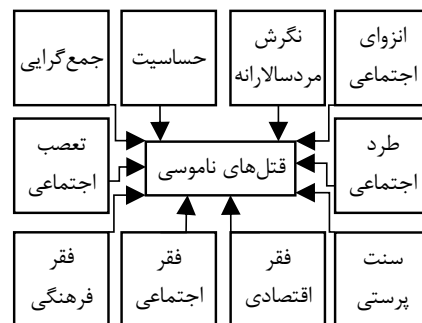 انزوای
اجتماعی
نگرش
مردسالارانه
حساسیت
جمع‌گرایی
طرد
اجتماعی
قتل‌های ناموسی
تعصب
اجتماعی
سنت
پرستی
فقر
اقتصادی
فقر
اجتماعی
فقر
فرهنگی